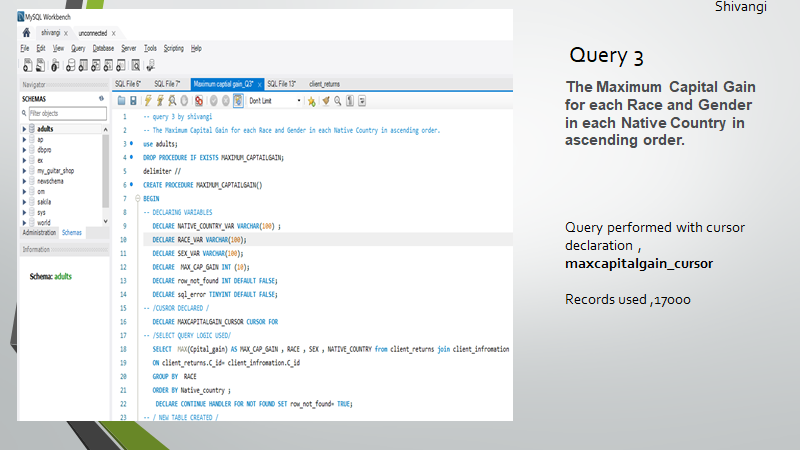 Shivangi
MySQL Workbench
shivangi × unconnected ×
File Edit View Query Database Server Tools Scripting Help
Navigator
SQL File 6* SQL File 7* Maximum captial gain_Q3* × SQL File 13* client_returns
SCHEMAS
Don't Limit
Filter objects
adults
ap
dbpro
ex
my_guitar_shop
newschema
om
sakila
sys
world
Administration Schemas
Information
Schema: adults
1 -- query 3 by shivangi
2 -- The Maximum Capital Gain for each Race and Gender in each Native Country in ascending order.
3 use adults;
4 DROP PROCEDURE IF EXISTS MAXIMUM_CAPTAILGAIN;
5 delimiter //
6 CREATE PROCEDURE MAXIMUM_CAPTAILGAIN()
7 BEGIN
8 -- DECLARING VARIABLES
9 DECLARE NATIVE_COUNTRY_VAR VARCHAR(100) ;
10 DECLARE RACE_VAR VARCHAR(100);
11 DECLARE SEX_VAR VARCHAR(100);
12 DECLARE MAX_CAP_GAIN INT (10);
13 DECLARE row_not_found INT DEFAULT FALSE;
14 DECLARE sql_error TINYINT DEFAULT FALSE;
15 -- /CUSROR DECLARED /
16 DECLARE MAXCAPITALGAIN_CURSOR CURSOR FOR
17 -- /SELECT QUERY LOGIC USED/
18 SELECT MAX(Cpital_gain) AS MAX_CAP_GAIN , RACE , SEX , NATIVE_COUNTRY from client_returns join client_infromation
19 ON client_returns.C_id= client_infromation.C_id
20 GROUP BY RACE
21 ORDER BY Native_country ;
22 DECLARE CONTINUE HANDLER FOR NOT FOUND SET row_not_found= TRUE;
23 -- / NEW TABLE CREATED /
Query 3
The Maximum Capital Gain
for each Race and Gender
in each Native Country in
ascending order.
Query performed with cursor
declaration ,
maxcapitalgain_cursor
Records used ,17000